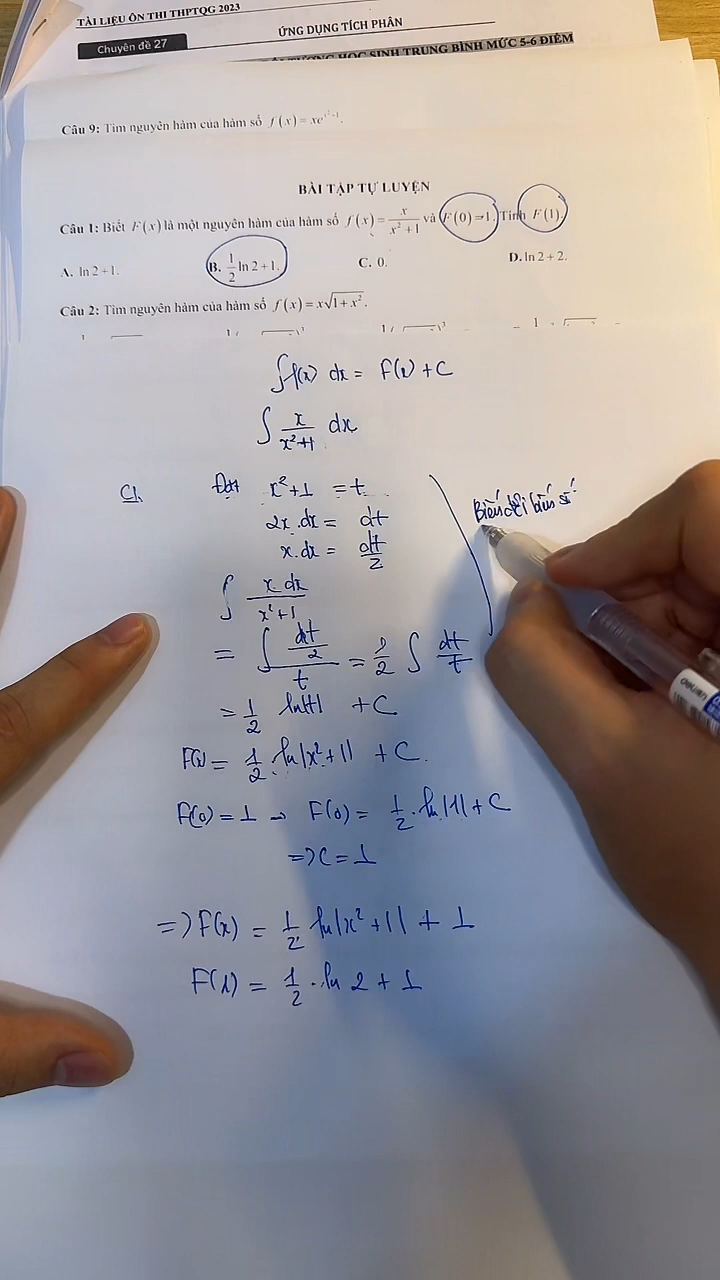 TÀI LIỆU ÔN THI THPTQG 2023
Chuyên đề 27
ỨNG DỤNG TÍCH PHÂN
HỌC SINH TRUNG BÌNH MỨC 5-6 ĐIỂM
Câu 9: Tìm nguyên hàm của hàm số f(x) = xe^{x²+1}.
BÀI TẬP TỰ LUYỆN
Câu 1: Biết F(x) là một nguyên hàm của hàm số f(x) = x/(x²+1) và F(0)=1. Tính F(1).
A. ln 2+1. B. 1/2 ln 2+1. C. 0. D. ln 2+2.
Câu 2: Tìm nguyên hàm của hàm số f(x) = x√(1+x²).
∫f(x) dx = F(x) + C
∫ x/(x²+1) dx
C1. Đặt x²+1 = t
2x.dx = dt
x.dx = dt/2
Biến đổi biến số
∫ x dx/(x²+1)
= ∫ (dt/2)/t = 1/2 ∫ dt/t
= 1/2 ln|t| + C
F(x) = 1/2 . ln|x²+1| + C.
F(0) = 1 → F(0) = 1/2 . ln|1| + C
=> C = 1
=> F(x) = 1/2 ln|x²+1| + 1
F(1) = 1/2 . ln 2 + 1
deli